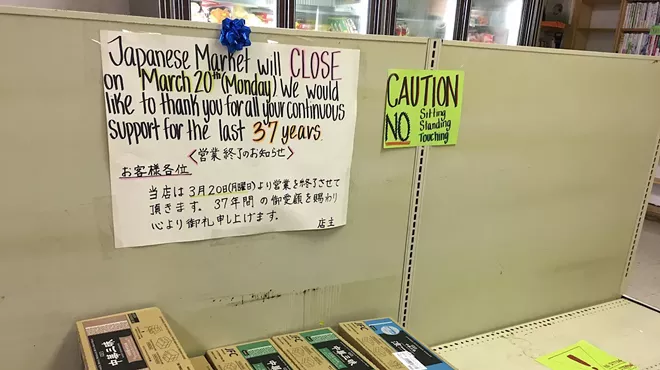 Japanese Market will CLOSE
on March 20th (Monday). We would
like to thank you for all your continuous
support for the last 37 years.
〈営業終了のお知らせ〉
お客様各位
当店は3月20日(月曜日)より営業を終了させて
頂きます。37年間の御愛顧を賜わり
心より御礼申し上げます。
店主
CAUTION
NO Sitting
Standing
Touching